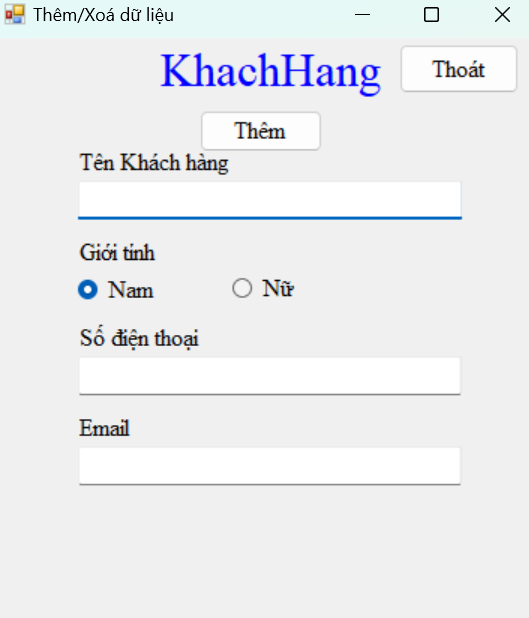 Thêm/Xoá dữ liệu
KhachHang
Thoát
Thêm
Tên Khách hàng
Giới tính
Nam Nữ
Số điện thoại
Email